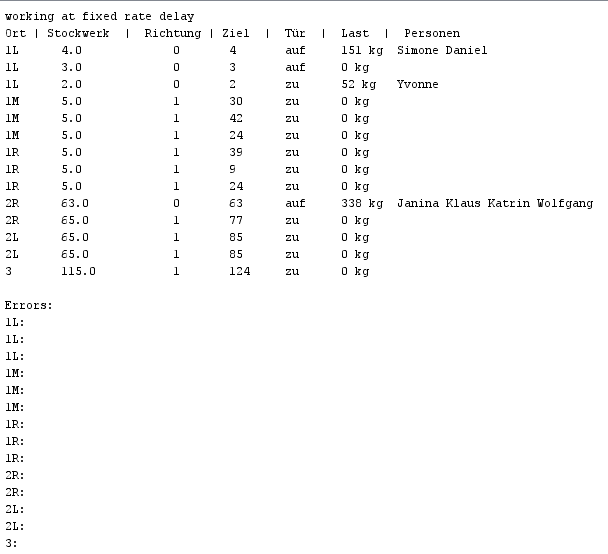 working at fixed rate delay
Ort | Stockwerk | Richtung | Ziel | Tür | Last | Personen
1L 4.0 0 4 auf 151 kg Simone Daniel
1L 3.0 0 3 auf 0 kg
1L 2.0 0 2 zu 52 kg Yvonne
1M 5.0 1 30 zu 0 kg
1M 5.0 1 42 zu 0 kg
1M 5.0 1 24 zu 0 kg
1R 5.0 1 39 zu 0 kg
1R 5.0 1 9 zu 0 kg
1R 5.0 1 24 zu 0 kg
2R 63.0 0 63 auf 338 kg Janina Klaus Katrin Wolfgang
2R 65.0 1 77 zu 0 kg
2L 65.0 1 85 zu 0 kg
2L 65.0 1 85 zu 0 kg
3 115.0 1 124 zu 0 kg
Errors:
1L:
1L:
1L:
1M:
1M:
1M:
1R:
1R:
1R:
2R:
2R:
2L:
2L:
3: